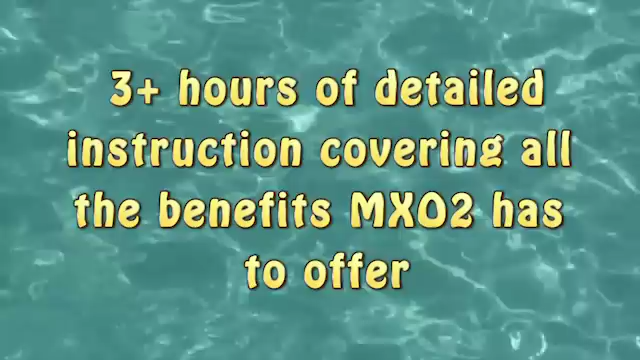 3+ hours of detailed
instruction covering all
the benefits MXO2 has
to offer